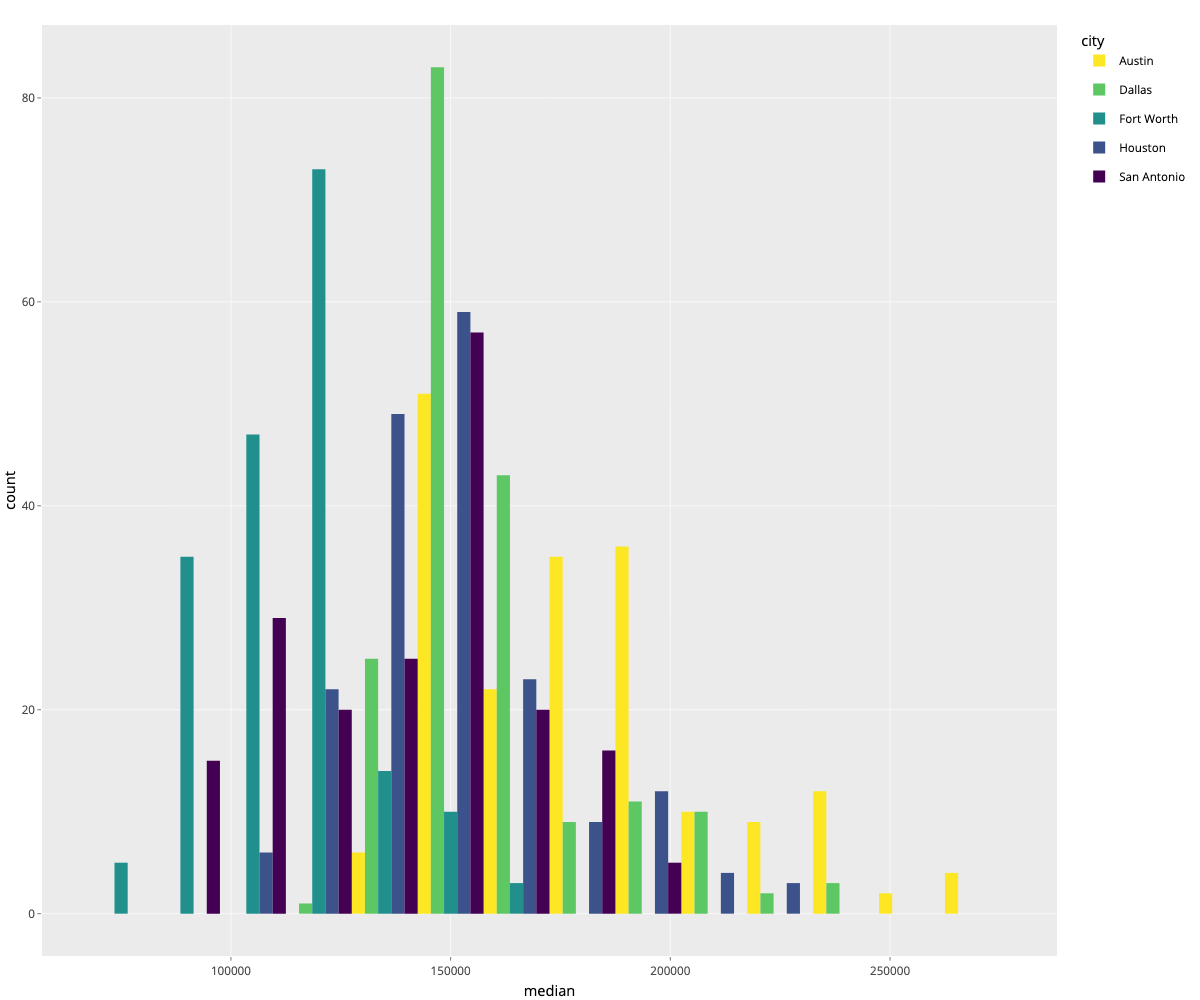 city
Austin
Dallas
Fort Worth
Houston
San Antonio
80
60
40
20
0
count
100000 150000 200000 250000
median